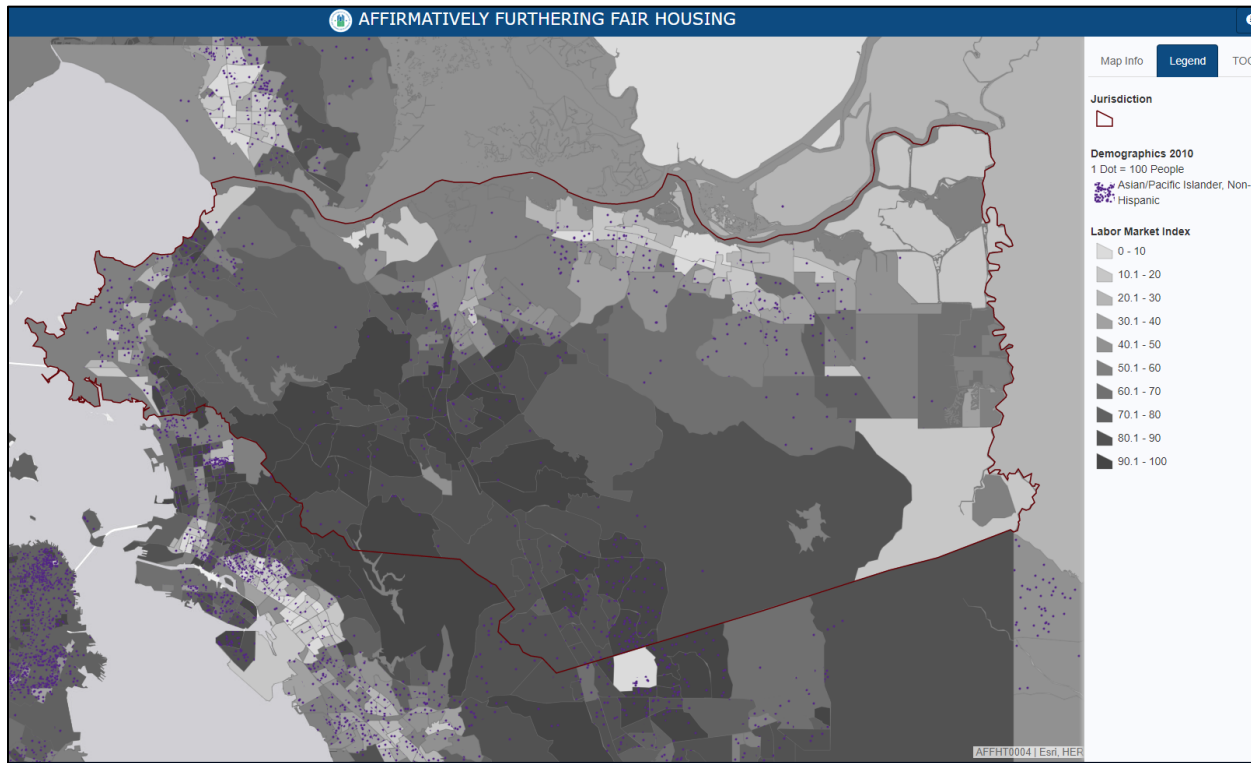 AFFIRMATIVELY FURTHERING FAIR HOUSING
Map Info
Legend
Jurisdiction
Demographics 2010
1 Dot = 100 People
Asian/Pacific Islander, Non-
Hispanic
Labor Market Index
0 - 10
10.1 - 20
20.1 - 30
30.1 - 40
40.1 - 50
50.1 - 60
60.1 - 70
70.1 - 80
80.1 - 90
90.1 - 100
AFFHT0004 | Esri, HER